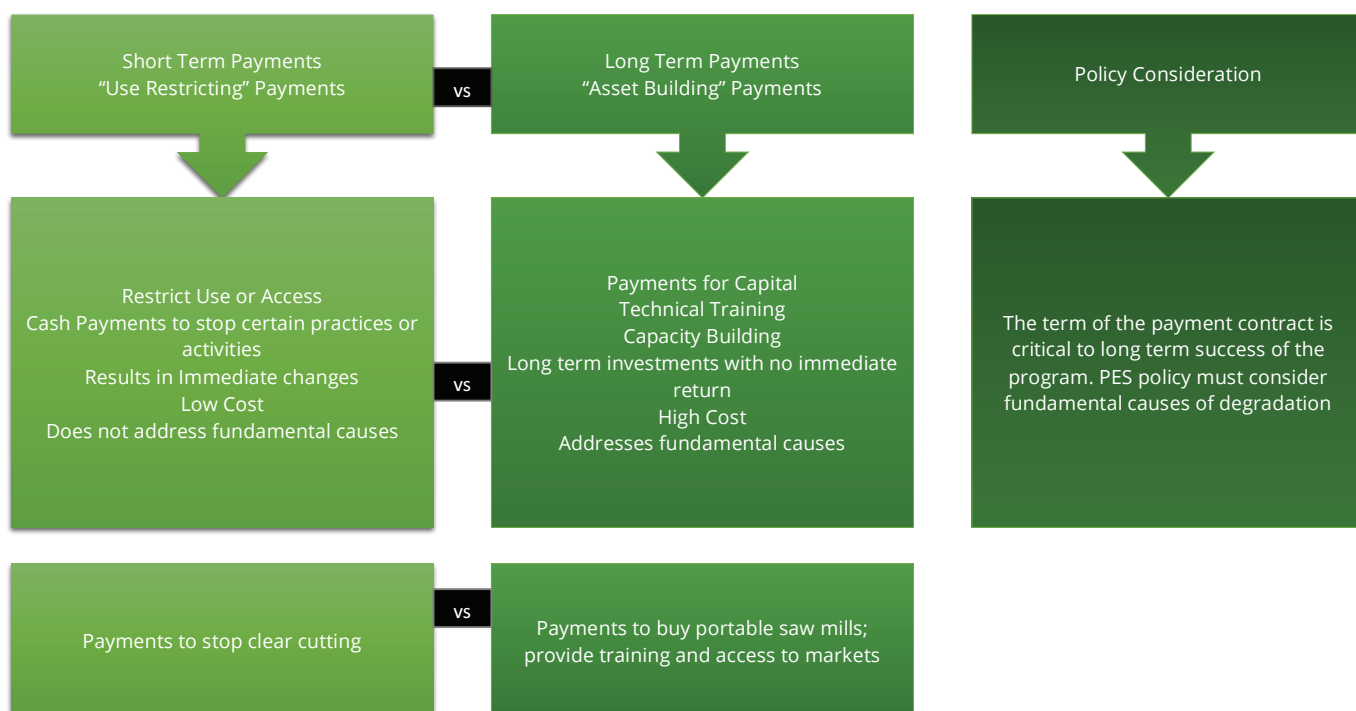 Short Term Payments
“Use Restricting” Payments
vs
Long Term Payments
“Asset Building” Payments
Policy Consideration
Restrict Use or Access
Cash Payments to stop certain practices or
activities
Results in Immediate changes
Low Cost
Does not address fundamental causes
vs
Payments for Capital
Technical Training
Capacity Building
Long term investments with no immediate
return
High Cost
Addresses fundamental causes
The term of the payment contract is
critical to long term success of the
program. PES policy must consider
fundamental causes of degradation
Payments to stop clear cutting
vs
Payments to buy portable saw mills;
provide training and access to markets